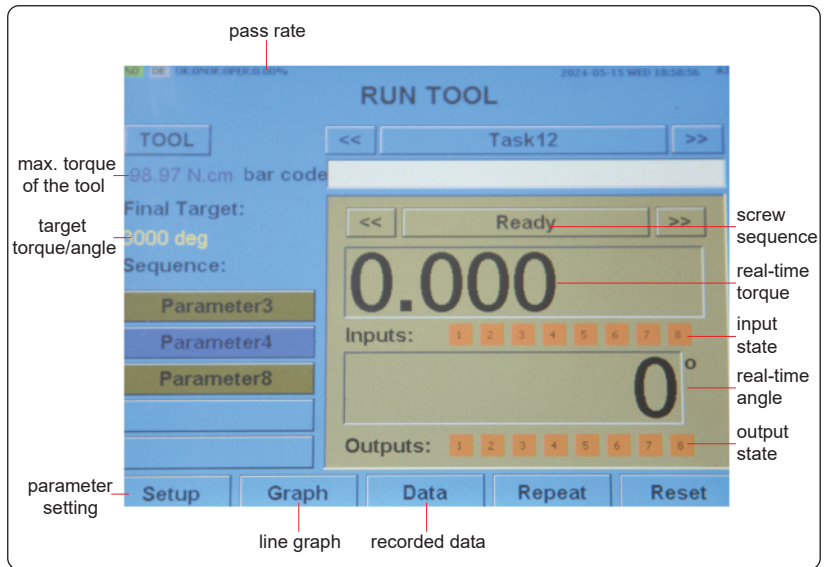 pass rate
SD DE OK:0NGK:0PER:0.00% 2024-05-15 WED 10:58:56 A1
RUN TOOL
TOOL << Task12 >>
max. torque
of the tool
98.97 N.cm bar code
Final Target:
target
torque/angle
3000 deg
<< Ready >>
screw
sequence
Sequence:
0.000
real-time
torque
Parameter3
Inputs: 1 2 3 4 5 6 7 8
input
state
Parameter4
0°
real-time
angle
Parameter8
Outputs: 1 2 3 4 5 6 7 8
output
state
parameter
setting
Setup Graph Data Repeat Reset
line graph recorded data